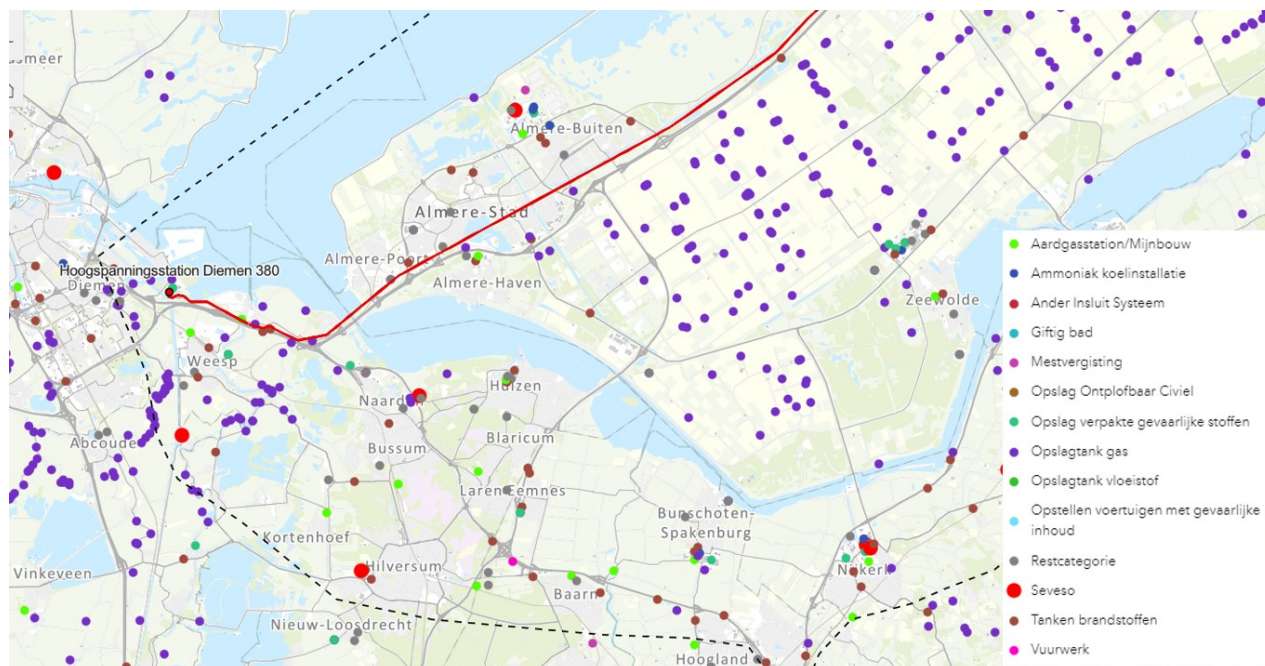 smeer
Almere-Buiten
Almere-Stad
Almere-Poort
Almere-Haven
Hoogspanningsstation Diemen 380
Diemen
Zeewolde
Weesp
Huizen
Naarden
Abcoude
Bussum
Blaricum
Laren
Eemnes
Bunschoten-
Spakenburg
Kortenhoef
Vinkeveen
Hilversum
Nijkerk
Baarn
Nieuw-Loosdrecht
Hoogland
Aardgasstation/Mijnbouw
Ammoniak koelinstallatie
Ander Insluit Systeem
Giftig bad
Mestvergisting
Opslag Ontplofbaar Civiel
Opslag verpakte gevaarlijke stoffen
Opslagtank gas
Opslagtank vloeistof
Opstellen voertuigen met gevaarlijke
inhoud
Restcategorie
Seveso
Tanken brandstoffen
Vuurwerk